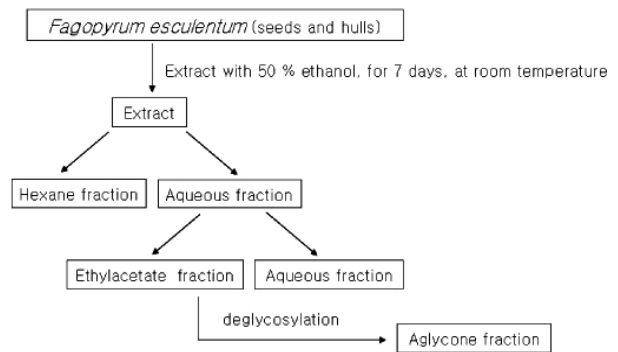 Fagopyrum esculentum (seeds and hulls)
Extract with 50 % ethanol, for 7 days, at room temperature
Extract
Hexane fraction
Aqueous fraction
Ethylacetate fraction
Aqueous fraction
deglycosylation
Aglycone fraction